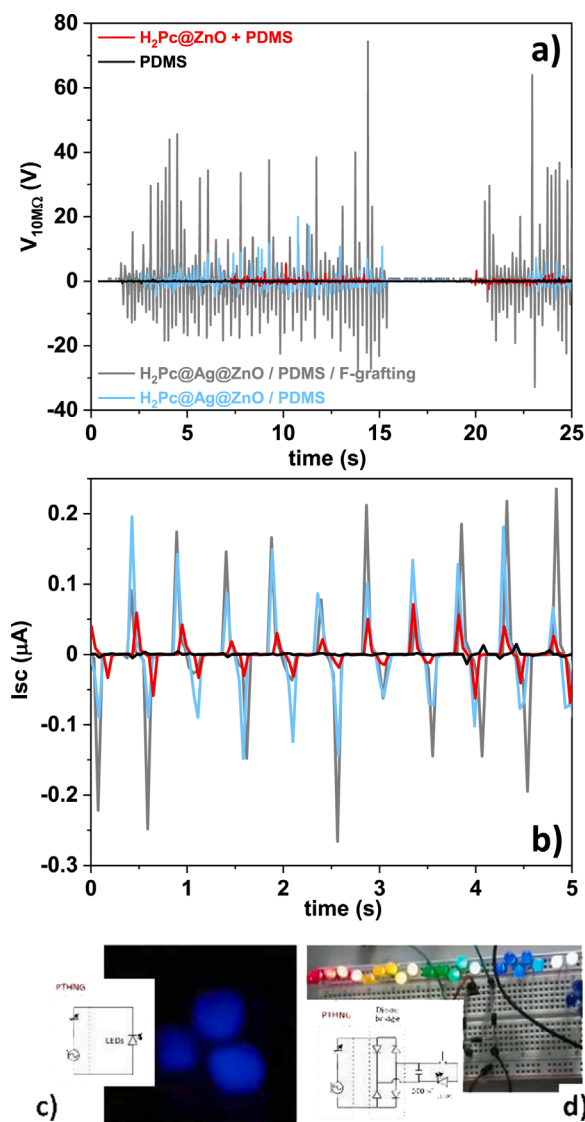 H₂Pc@ZnO + PDMS
PDMS
a)
80
60
40
20
0
-20
-40
V₁₀MΩ (V)
H₂Pc@Ag@ZnO / PDMS / F-grafting
H₂Pc@Ag@ZnO / PDMS
0 5 10 15 20 25
time (s)
0.2
0.1
0
-0.1
-0.2
-0.3
Isc (μA)
b)
0 1 2 3 4 5
time (s)
PTHNG
LEDs
c)
PTHNG
Diode
bridge
d)